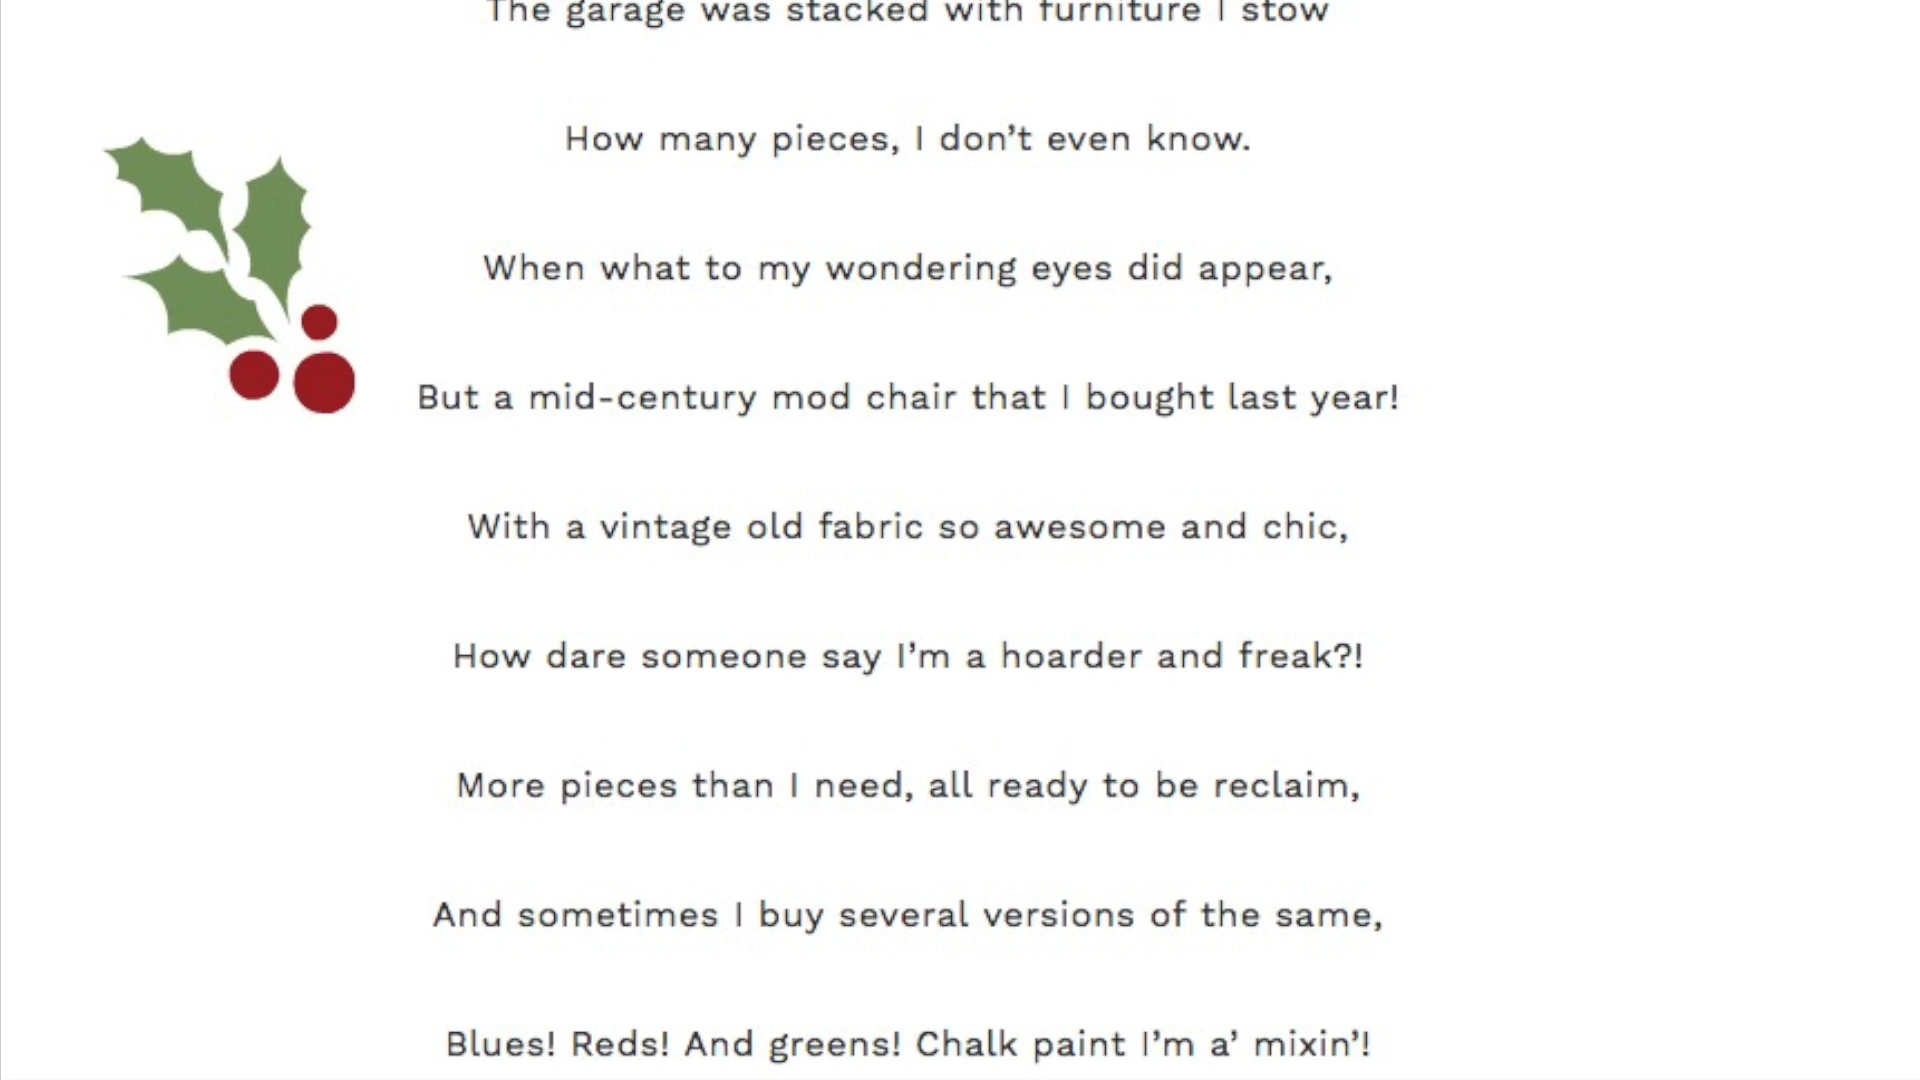 The garage was stacked with furniture I stow
How many pieces, I don’t even know.
When what to my wondering eyes did appear,
But a mid-century mod chair that I bought last year!
With a vintage old fabric so awesome and chic,
How dare someone say I’m a hoarder and freak?!
More pieces than I need, all ready to be reclaim,
And sometimes I buy several versions of the same,
Blues! Reds! And greens! Chalk paint I’m a’ mixin’!